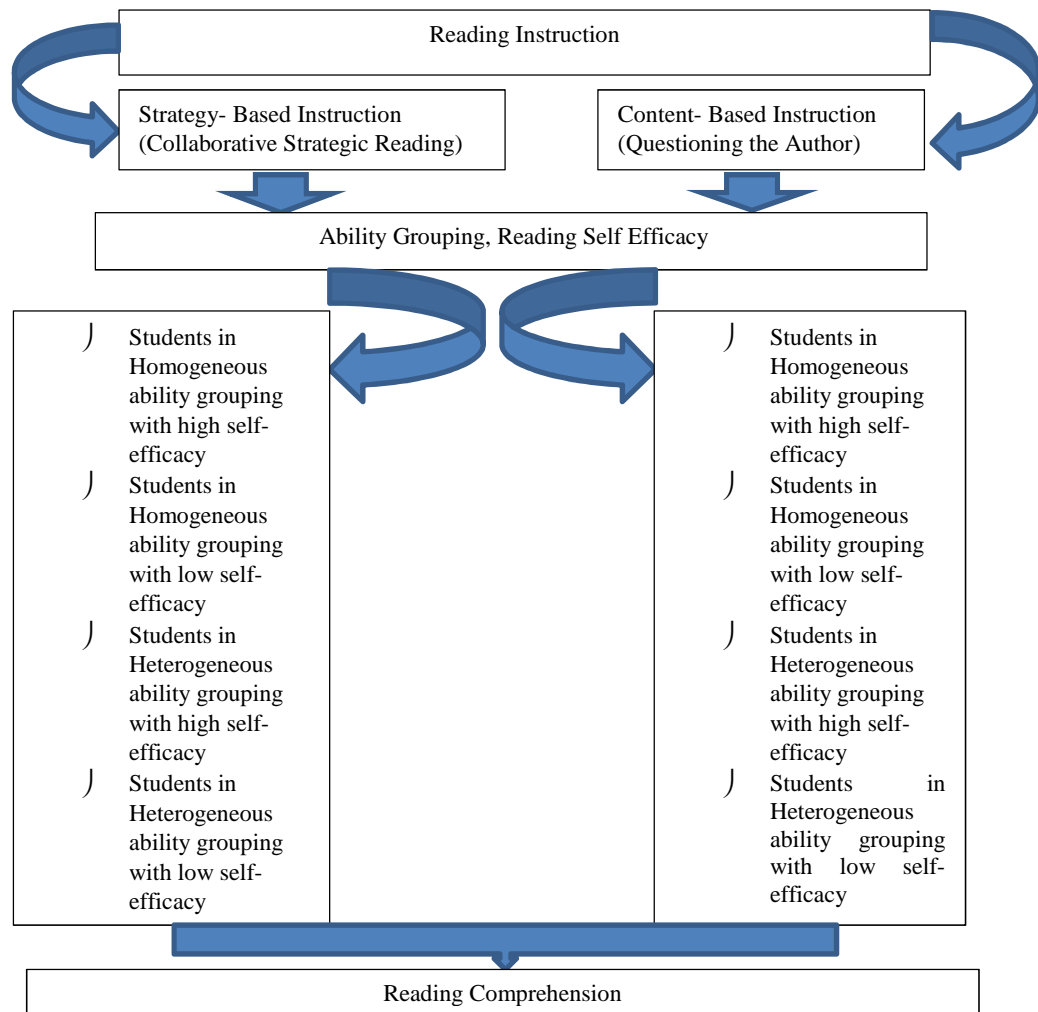 Reading Instruction
Strategy- Based Instruction
(Collaborative Strategic Reading)
Content- Based Instruction
(Questioning the Author)
Ability Grouping, Reading Self Efficacy
Students in
Homogeneous
ability grouping
with high self-
efficacy
Students in
Homogeneous
ability grouping
with low self-
efficacy
Students in
Heterogeneous
ability grouping
with high self-
efficacy
Students in
Heterogeneous
ability grouping
with low self-
efficacy
Students in
Homogeneous
ability grouping
with high self-
efficacy
Students in
Homogeneous
ability grouping
with low self-
efficacy
Students in
Heterogeneous
ability grouping
with high self-
efficacy
Students in
Heterogeneous
ability grouping
with low self-
efficacy
Reading Comprehension